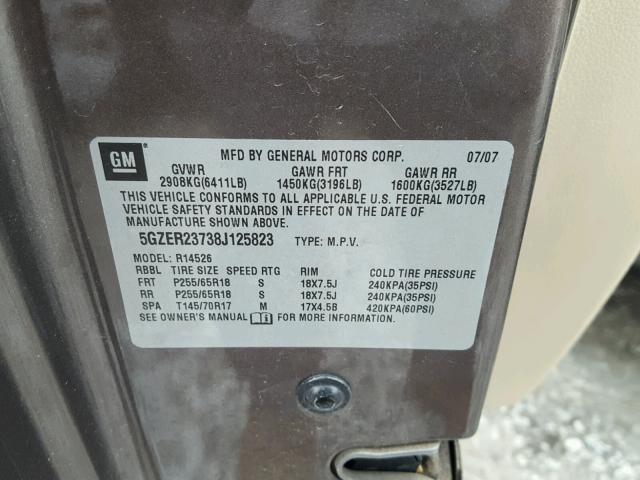 GM
MFD BY GENERAL MOTORS CORP. 07/07
GVWR GAWR FRT GAWR RR
2908KG(6411LB) 1450KG(3196LB) 1600KG(3527LB)
THIS VEHICLE CONFORMS TO ALL APPLICABLE U.S. FEDERAL MOTOR
VEHICLE SAFETY STANDARDS IN EFFECT ON THE DATE OF
MANUFACTURE SHOWN ABOVE.
5GZER23738J125823 TYPE: M.P.V.
MODEL: R14526
RBBL TIRE SIZE SPEED RTG RIM COLD TIRE PRESSURE
FRT P255/65R18 S 18X7.5J 240KPA(35PSI)
RR P255/65R18 S 18X7.5J 240KPA(35PSI)
SPA T145/70R17 M 17X4.5B 420KPA(60PSI)
SEE OWNER'S MANUAL FOR MORE INFORMATION